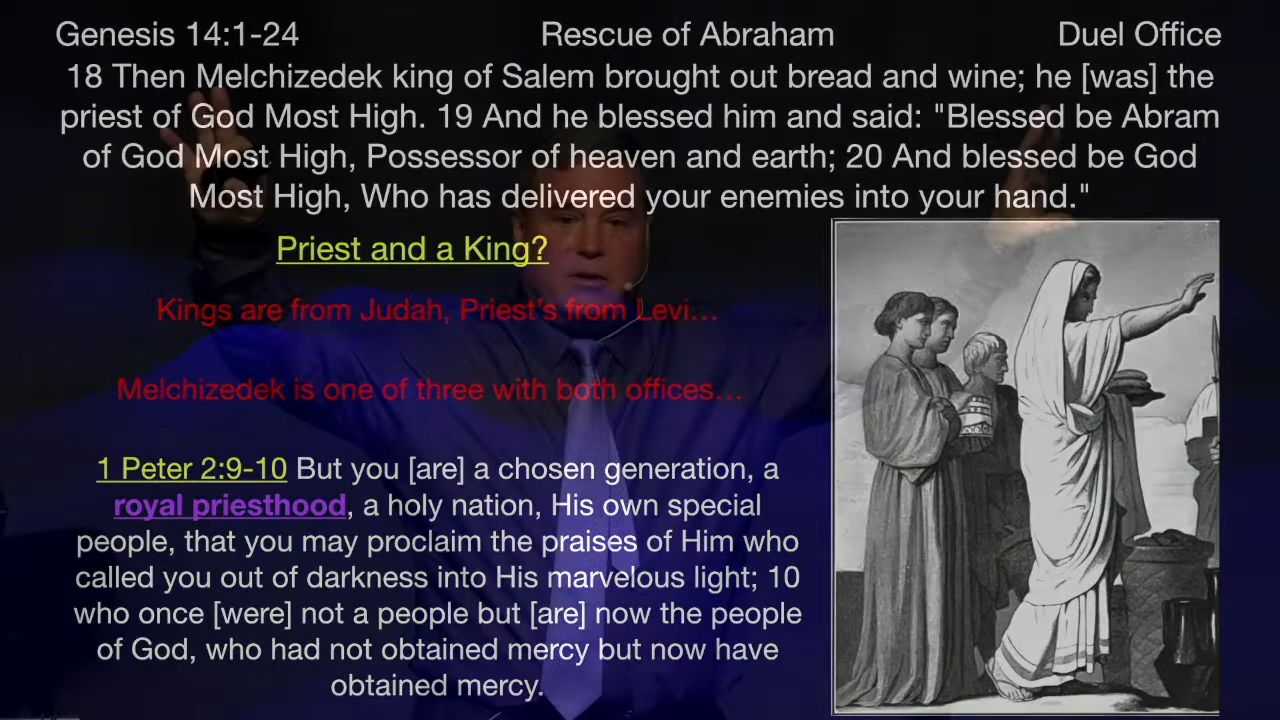 Genesis 14:1-24 Rescue of Abraham Duel Office
18 Then Melchizedek king of Salem brought out bread and wine; he [was] the
priest of God Most High. 19 And he blessed him and said: "Blessed be Abram
of God Most High, Possessor of heaven and earth; 20 And blessed be God
Most High, Who has delivered your enemies into your hand."
Priest and a King?
Kings are from Judah, Priest's from Levi...
Melchizedek is one of three with both offices...
1 Peter 2:9-10 But you [are] a chosen generation, a
royal priesthood, a holy nation, His own special
people, that you may proclaim the praises of Him who
called you out of darkness into His marvelous light; 10
who once [were] not a people but [are] now the people
of God, who had not obtained mercy but now have
obtained mercy.